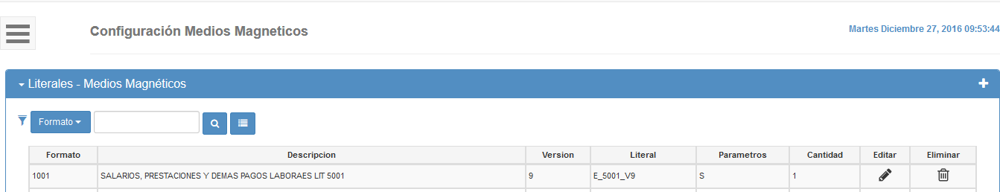 Configuración Medios Magneticos
Martes Diciembre 27, 2016 09:53:44
Literales - Medios Magnéticos
Formato
Formato Descripcion Version Literal Parametros Cantidad Editar Eliminar
1001 SALARIOS, PRESTACIONES Y DEMAS PAGOS LABORAES LIT 5001 9 E_5001_V9 S 1